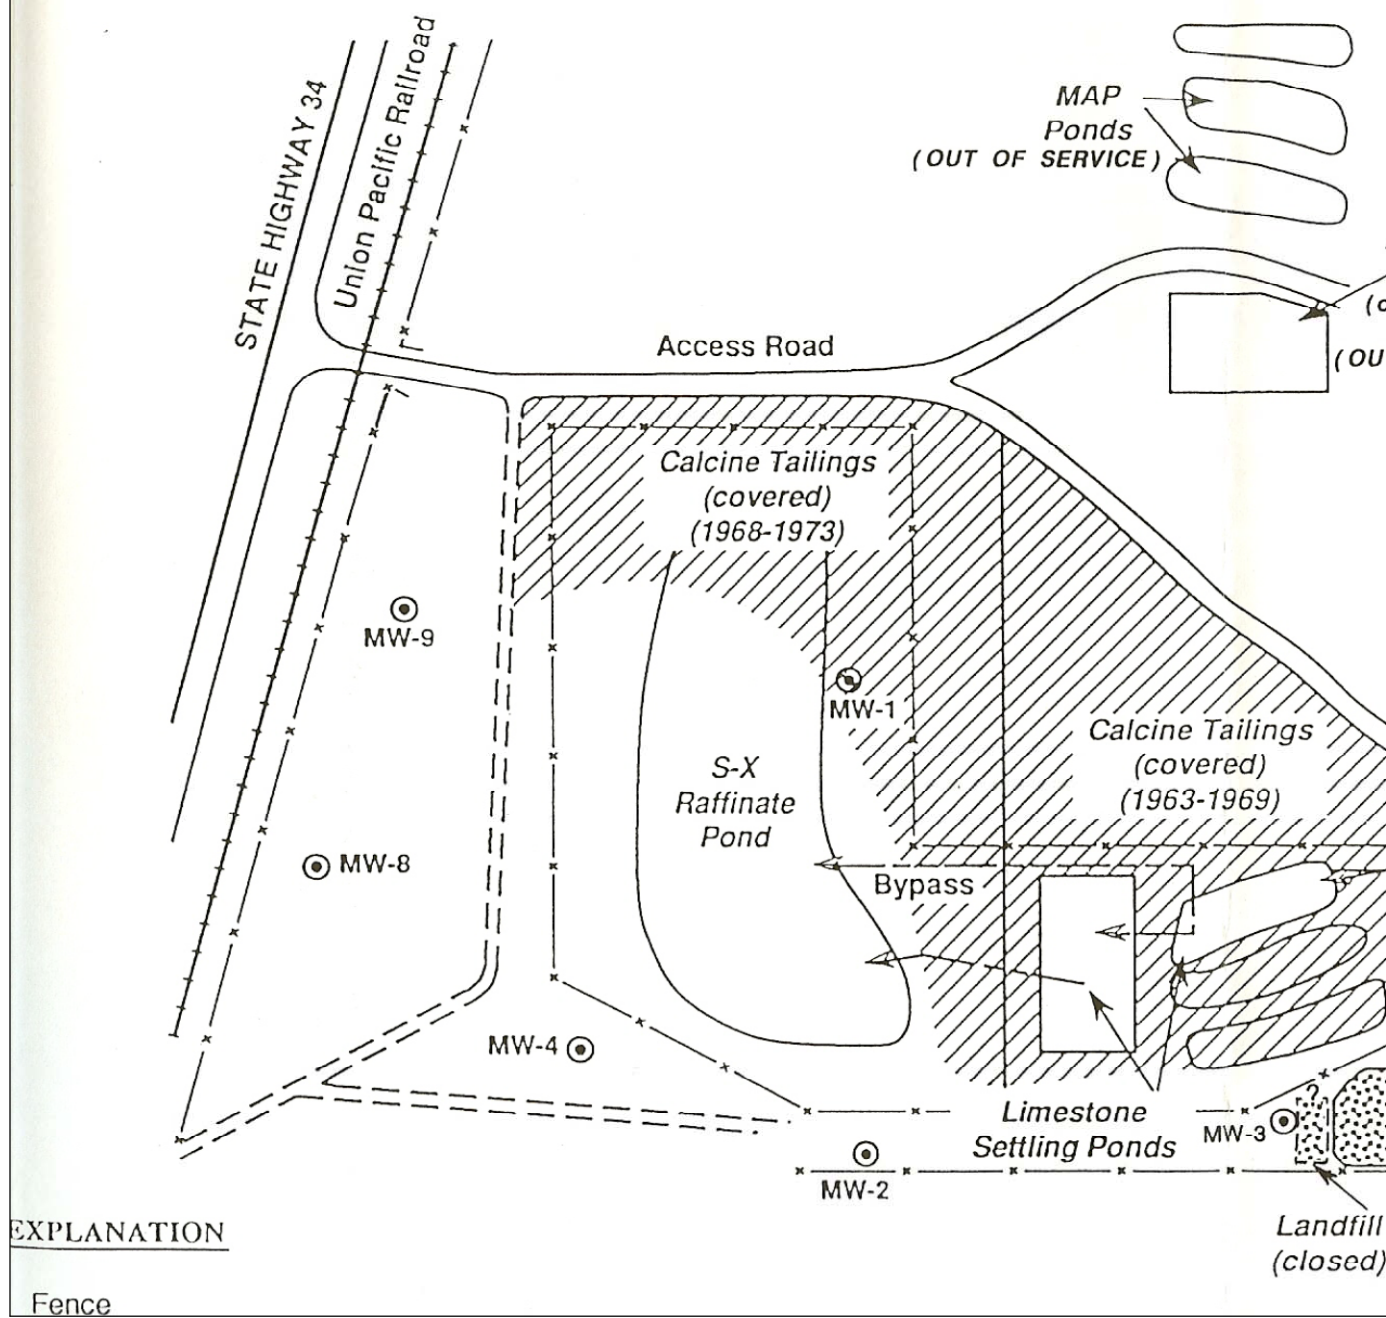 STATE HIGHWAY 34
Union Pacific Railroad
MAP
Ponds
(OUT OF SERVICE)
(OU
Access Road
Calcine Tailings
(covered)
(1968-1973)
MW-9
MW-1
Calcine Tailings
(covered)
(1963-1969)
S-X
Raffinate
Pond
MW-8
Bypass
MW-4
Limestone
Settling Ponds
?
MW-3
MW-2
Landfill
(closed)
EXPLANATION
Fence